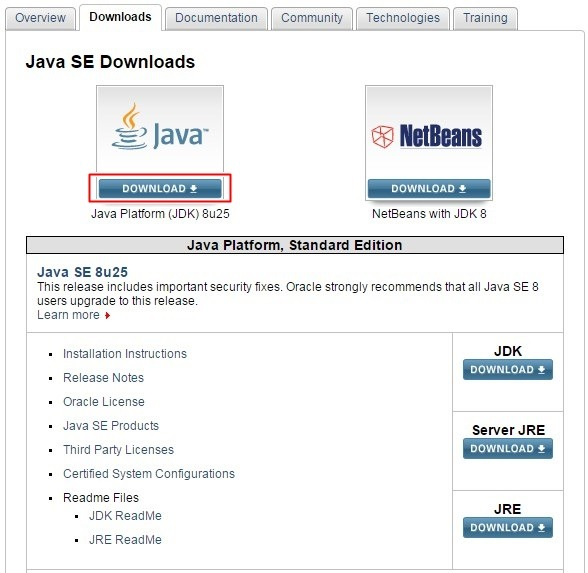 Overview Downloads Documentation Community Technologies Training
Java SE Downloads
Java™ NetBeans
DOWNLOAD DOWNLOAD
Java Platform (JDK) 8u25 NetBeans with JDK 8
Java Platform, Standard Edition
Java SE 8u25
This release includes important security fixes. Oracle strongly recommends that all Java SE 8
users upgrade to this release.
Learn more
Installation Instructions
Release Notes
Oracle License
Java SE Products
Third Party Licenses
Certified System Configurations
Readme Files
JDK ReadMe
JRE ReadMe
JDK
DOWNLOAD
Server JRE
DOWNLOAD
JRE
DOWNLOAD